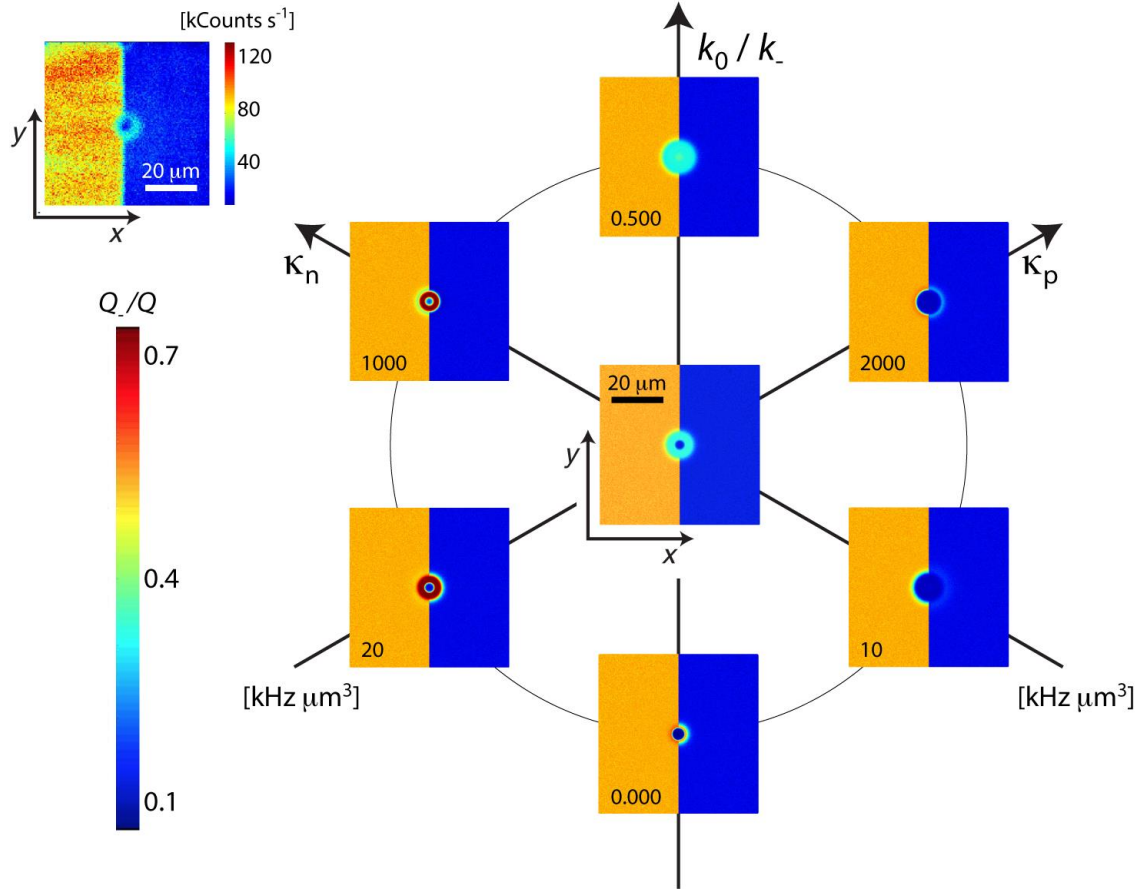 [kCounts s⁻¹]
120
80
40
y
20 μm
x
k₀ / k₋
0.500
κₙ
κₚ
1000
2000
Q₋/Q
0.7
0.4
0.1
20 μm
y
x
20
10
[kHz μm³]
[kHz μm³]
0.000